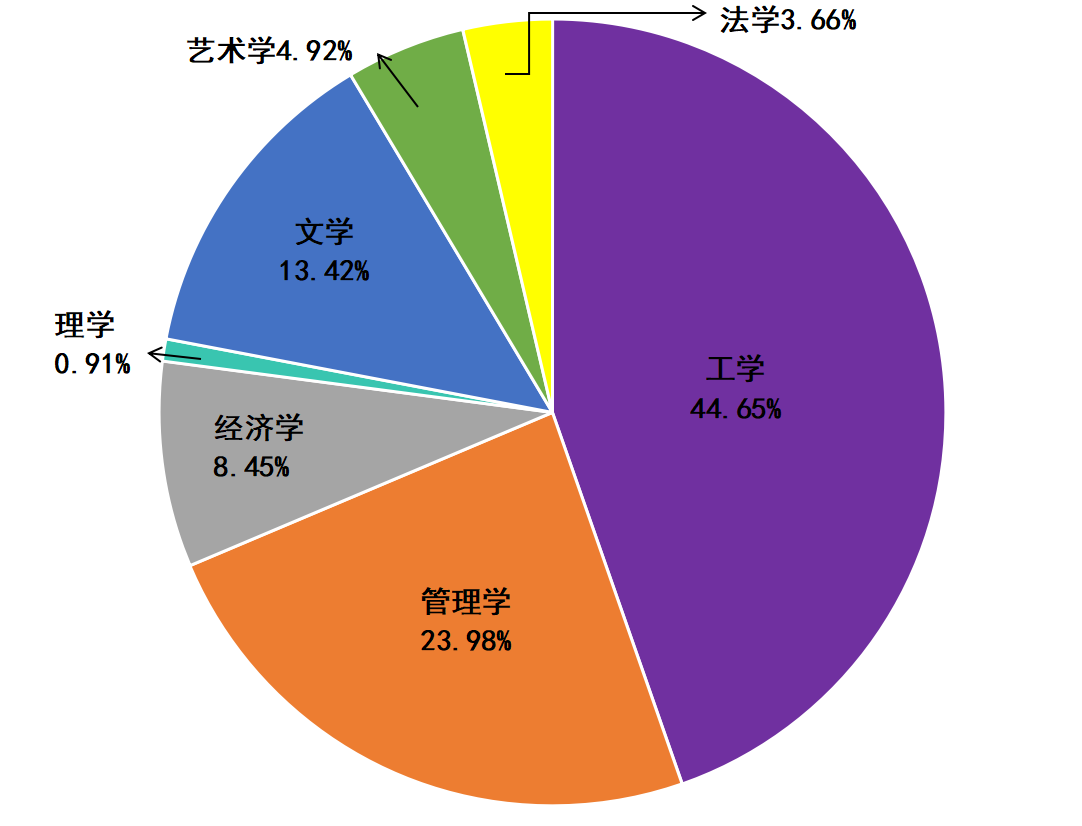 法学3.66%
艺术学4.92%
文学
13.42%
理学
0.91%
工学
44.65%
经济学
8.45%
管理学
23.98%